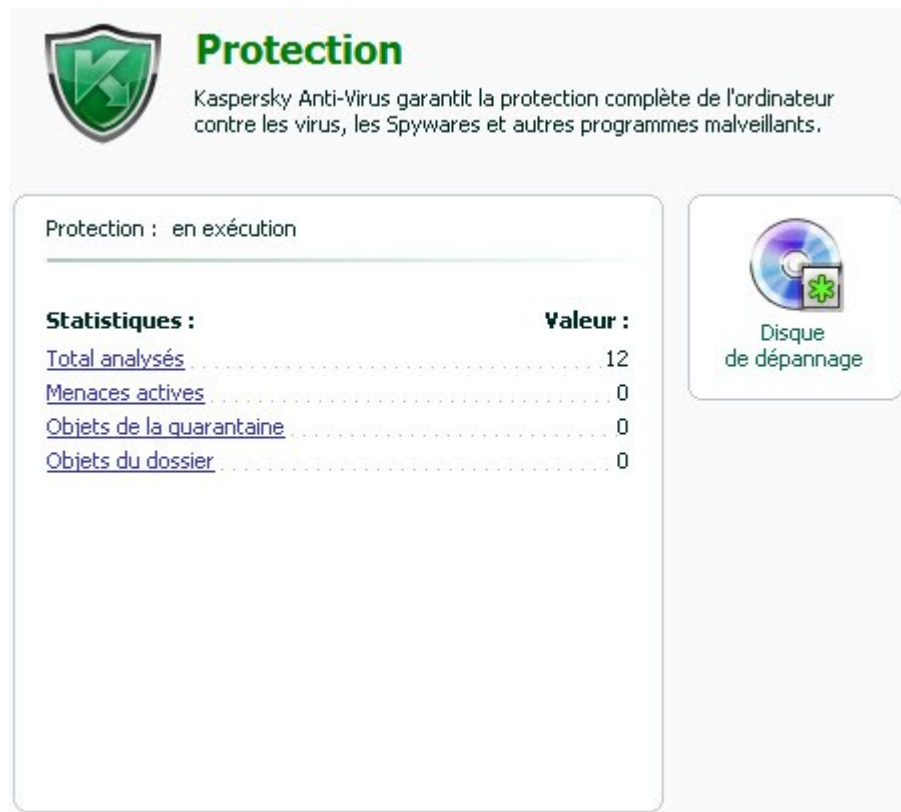 Protection
Kaspersky Anti-Virus garantit la protection complète de l'ordinateur
contre les virus, les Spywares et autres programmes malveillants.
Protection : en exécution
Statistiques : Valeur :
Total analysés 12
Menaces actives 0
Objets de la quarantaine 0
Objets du dossier 0
Disque
de dépannage